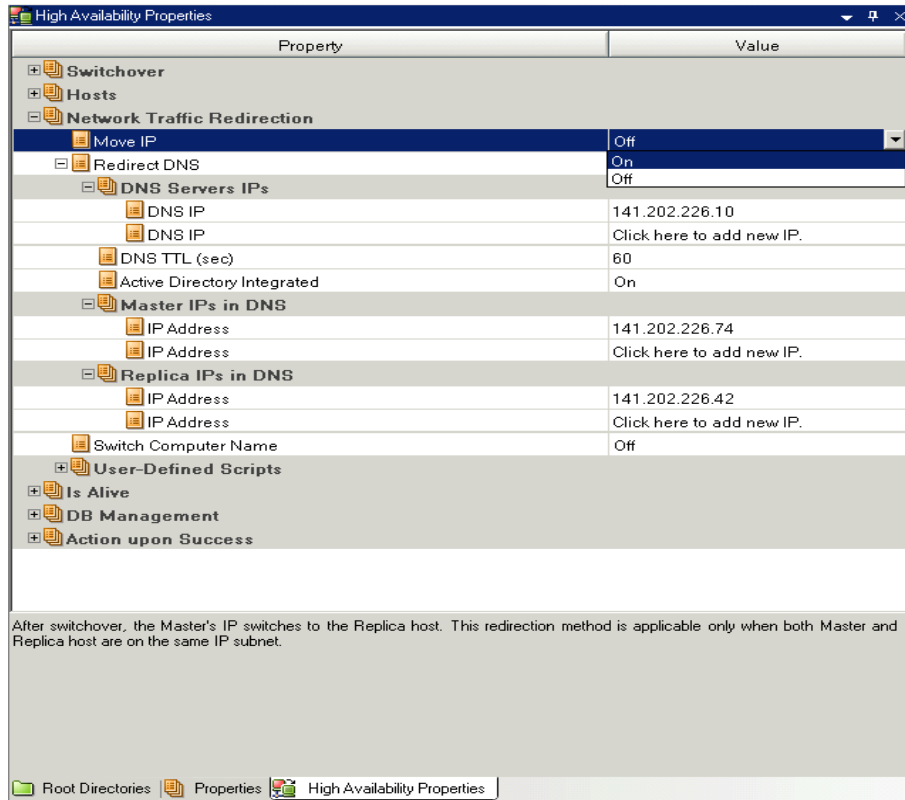 High Availability Properties
Property Value
Switchover
Hosts
Network Traffic Redirection
Move IP Off
Redirect DNS On
Off
DNS Servers IPs
DNS IP 141.202.226.10
DNS IP Click here to add new IP.
DNS TTL (sec) 60
Active Directory Integrated On
Master IPs in DNS
IP Address 141.202.226.74
IP Address Click here to add new IP.
Replica IPs in DNS
IP Address 141.202.226.42
IP Address Click here to add new IP.
Switch Computer Name Off
User-Defined Scripts
Is Alive
DB Management
Action upon Success
After switchover, the Master's IP switches to the Replica host. This redirection method is applicable only when both Master and
Replica host are on the same IP subnet.
Root Directories Properties High Availability Properties